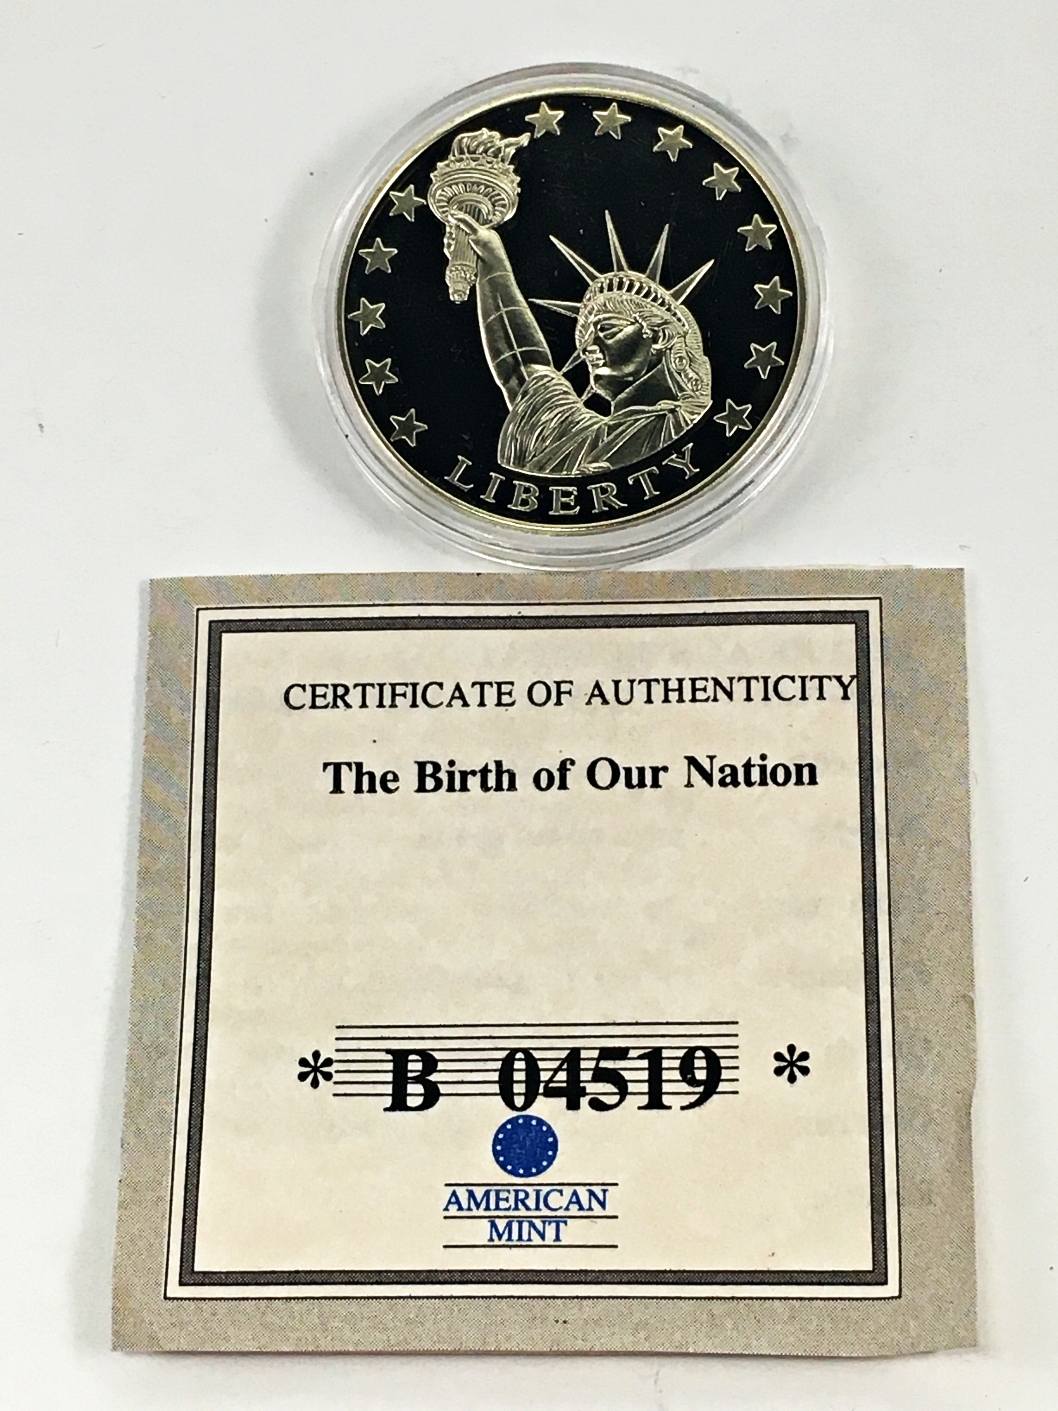 LIBERTY
CERTIFICATE OF AUTHENTICITY
The Birth of Our Nation
* B 04519 *
AMERICAN
MINT